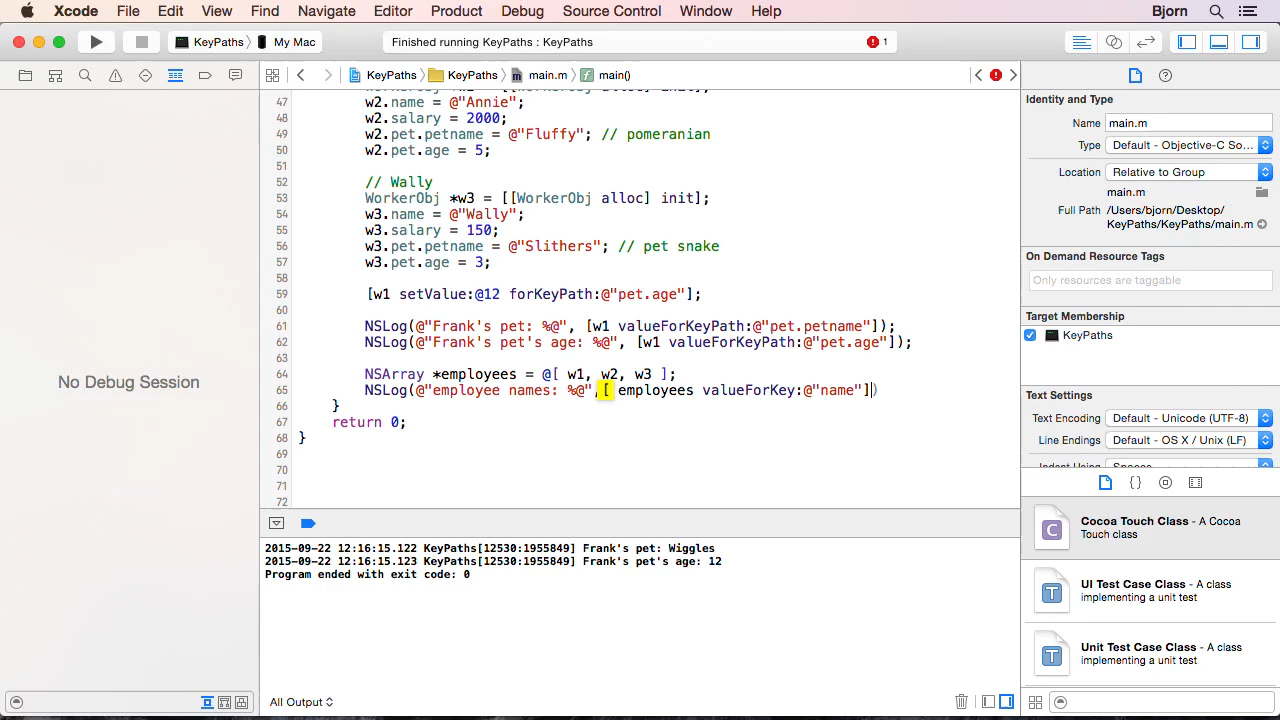 Xcode File Edit View Find Navigate Editor Product Debug Source Control Window Help Bjorn
KeyPaths My Mac Finished running KeyPaths : KeyPaths 1
KeyPaths KeyPaths main.m main()
47 w2.name = @"Annie";
48 w2.salary = 2000;
49 w2.pet.petname = @"Fluffy"; // pomeranian
50 w2.pet.age = 5;
51
52 // Wally
53 WorkerObj *w3 = [[WorkerObj alloc] init];
54 w3.name = @"Wally";
55 w3.salary = 150;
56 w3.pet.petname = @"Slithers"; // pet snake
57 w3.pet.age = 3;
58
59 [w1 setValue:@12 forKeyPath:@"pet.age"];
60
61 NSLog(@"Frank's pet: %@", [w1 valueForKeyPath:@"pet.petname"]);
62 NSLog(@"Frank's pet's age: %@", [w1 valueForKeyPath:@"pet.age"]);
63
64 NSArray *employees = @[ w1, w2, w3 ];
65 NSLog(@"employee names: %@",[ employees valueForKey:@"name"])
66 }
67 return 0;
68 }
69
70
71
72
No Debug Session
2015-09-22 12:16:15.122 KeyPaths[12530:1955849] Frank's pet: Wiggles
2015-09-22 12:16:15.123 KeyPaths[12530:1955849] Frank's pet's age: 12
Program ended with exit code: 0
All Output
Identity and Type
Name main.m
Type Default - Objective-C So...
Location Relative to Group
main.m
Full Path /Users/bjorn/Desktop/
KeyPaths/KeyPaths/main.m
On Demand Resource Tags
Only resources are taggable
Target Membership
KeyPaths
Text Settings
Text Encoding Default - Unicode (UTF-8)
Line Endings Default - OS X / Unix (LF)
{ }
C Cocoa Touch Class - A Cocoa
Touch class
T UI Test Case Class - A class
implementing a unit test
T Unit Test Case Class - A class
implementing a unit test